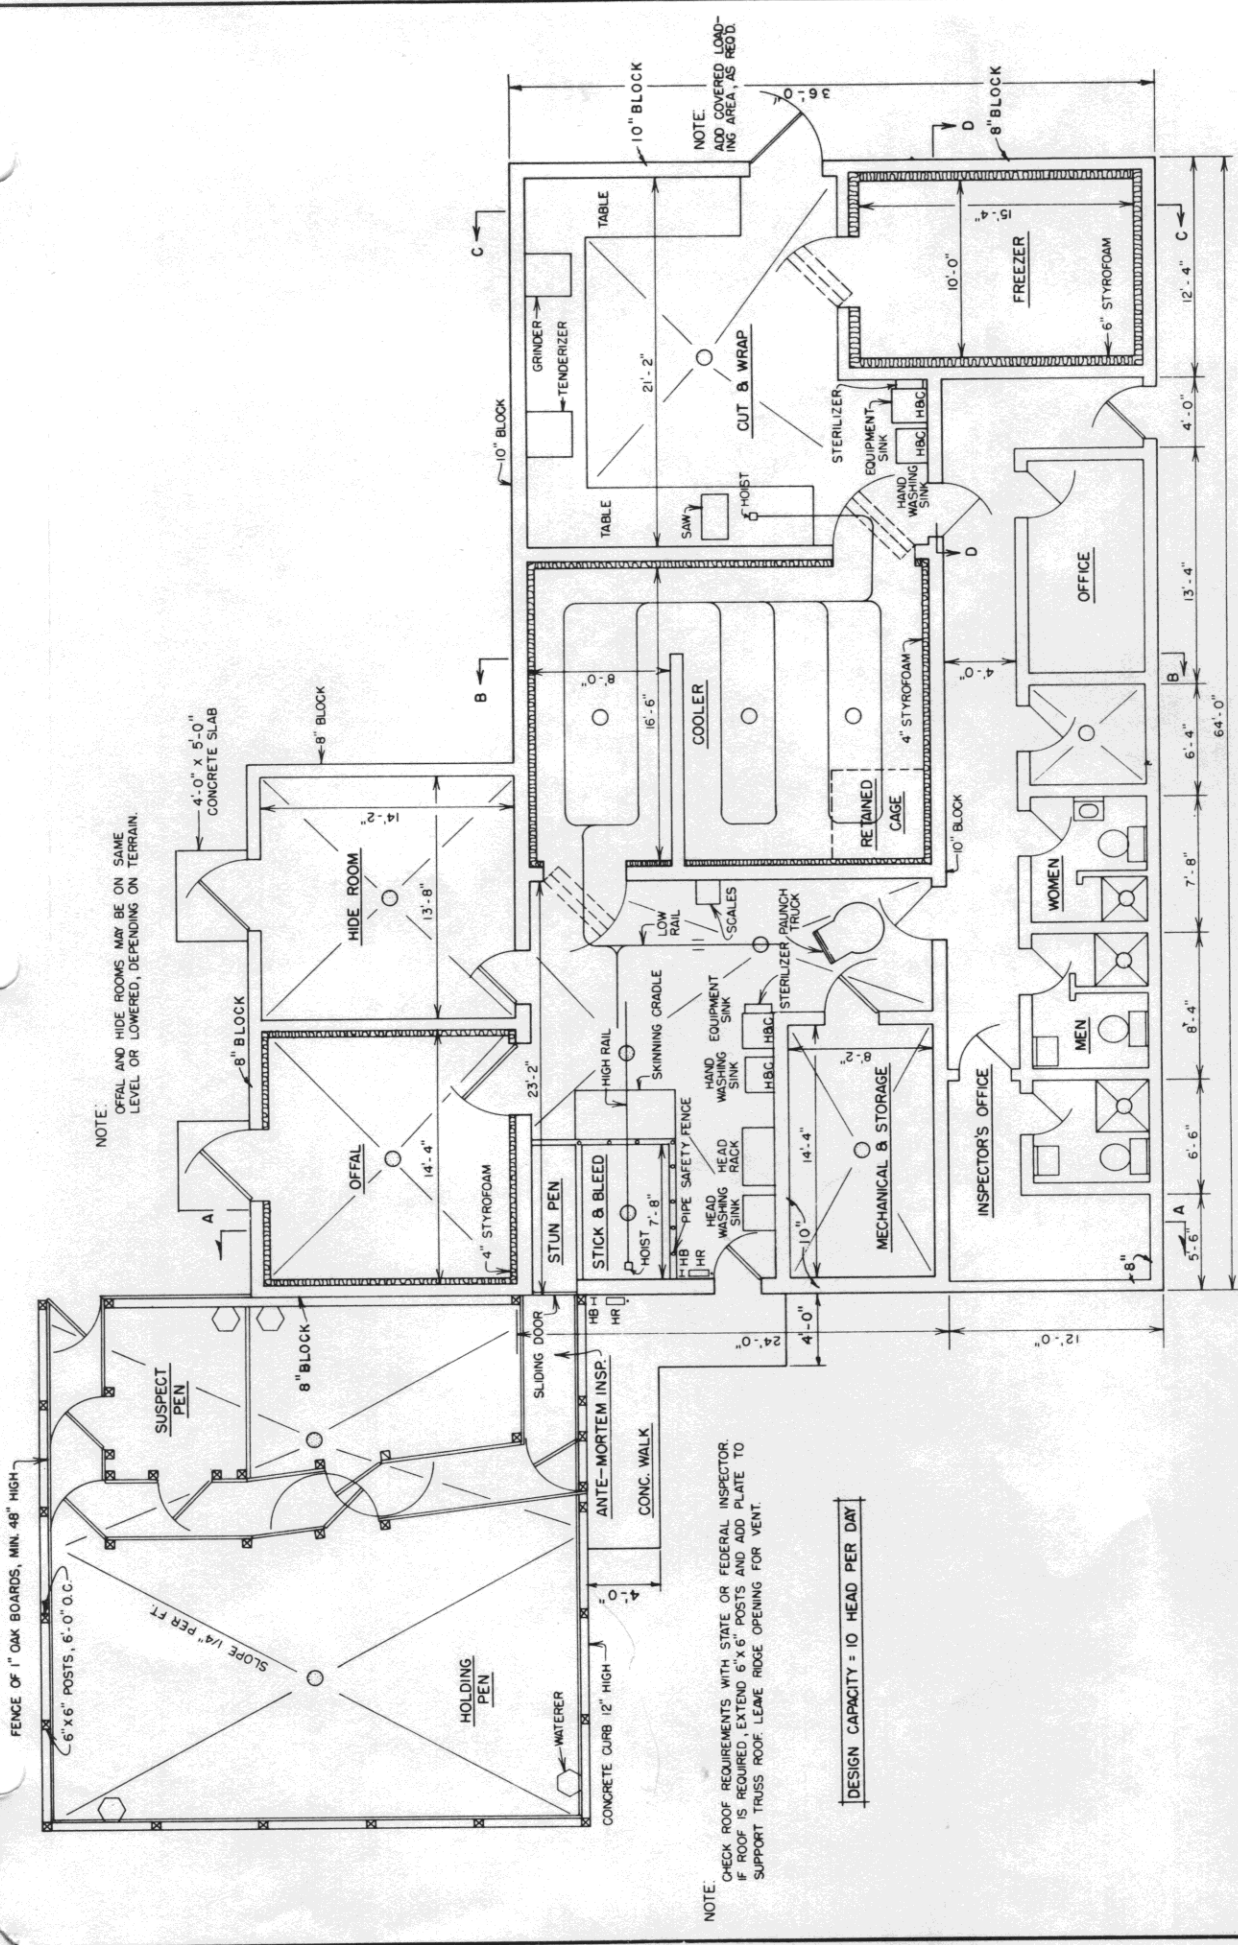 NOTE:
OFFAL AND HIDE ROOMS MAY BE ON SAME
LEVEL OR LOWERED, DEPENDING ON TERRAIN.
4'-0" X 5'-0"
CONCRETE SLAB
8" BLOCK
8" BLOCK
FENCE OF 1" OAK BOARDS, MIN. 48" HIGH
6"X6" POSTS, 6'-0" O.C.
SLOPE 1/4" PER FT.
HOLDING
PEN
WATERER
CONCRETE CURB 12" HIGH
SUSPECT
PEN
8" BLOCK
SLIDING DOOR
ANTE-MORTEM INSP.
CONC. WALK
4'-0"
4'-0"
24'-0"
12'-0"
HB
HR
A
OFFAL
14'-4"
4" STYROFOAM
HIDE ROOM
14'-2"
13'-8"
23'-2"
STUN PEN
STICK & BLEED
HOIST
7'-8"
HB
HR
PIPE SAFETY FENCE
HIGH RAIL
SKINNING CRADLE
LOW
RAIL
SCALES
HEAD
WASHING
SINK
HEAD
RACK
HAND
WASHING
SINK
H&C
EQUIPMENT
SINK
H&C
STERILIZER
PAUNCH
TRUCK
10"
14'-4"
8'-2"
MECHANICAL & STORAGE
INSPECTOR'S OFFICE
8"
MEN
WOMEN
10" BLOCK
B
8'-0"
16'-6"
COOLER
RETAINED
CAGE
4" STYROFOAM
4'-0"
OFFICE
10" BLOCK
GRINDER
TENDERIZER
TABLE
TABLE
SAW
HOIST
21'-2"
CUT & WRAP
STERILIZER
EQUIPMENT
SINK
H&C
HAND
WASHING
SINK
H&C
D
C
10" BLOCK
NOTE:
ADD COVERED LOAD-
ING AREA, AS REQ'D.
36'-0"
D
8" BLOCK
15'-4"
10'-0"
FREEZER
6" STYROFOAM
C
B
A
5'-6"
6'-6"
8'-4"
7'-8"
6'-4"
13'-4"
4'-0"
12'-4"
64'-0"
NOTE:
CHECK ROOF REQUIREMENTS WITH STATE OR FEDERAL INSPECTOR.
IF ROOF IS REQUIRED, EXTEND 6"X6" POSTS AND ADD PLATE TO
SUPPORT TRUSS ROOF. LEAVE RIDGE OPENING FOR VENT.
DESIGN CAPACITY = 10 HEAD PER DAY